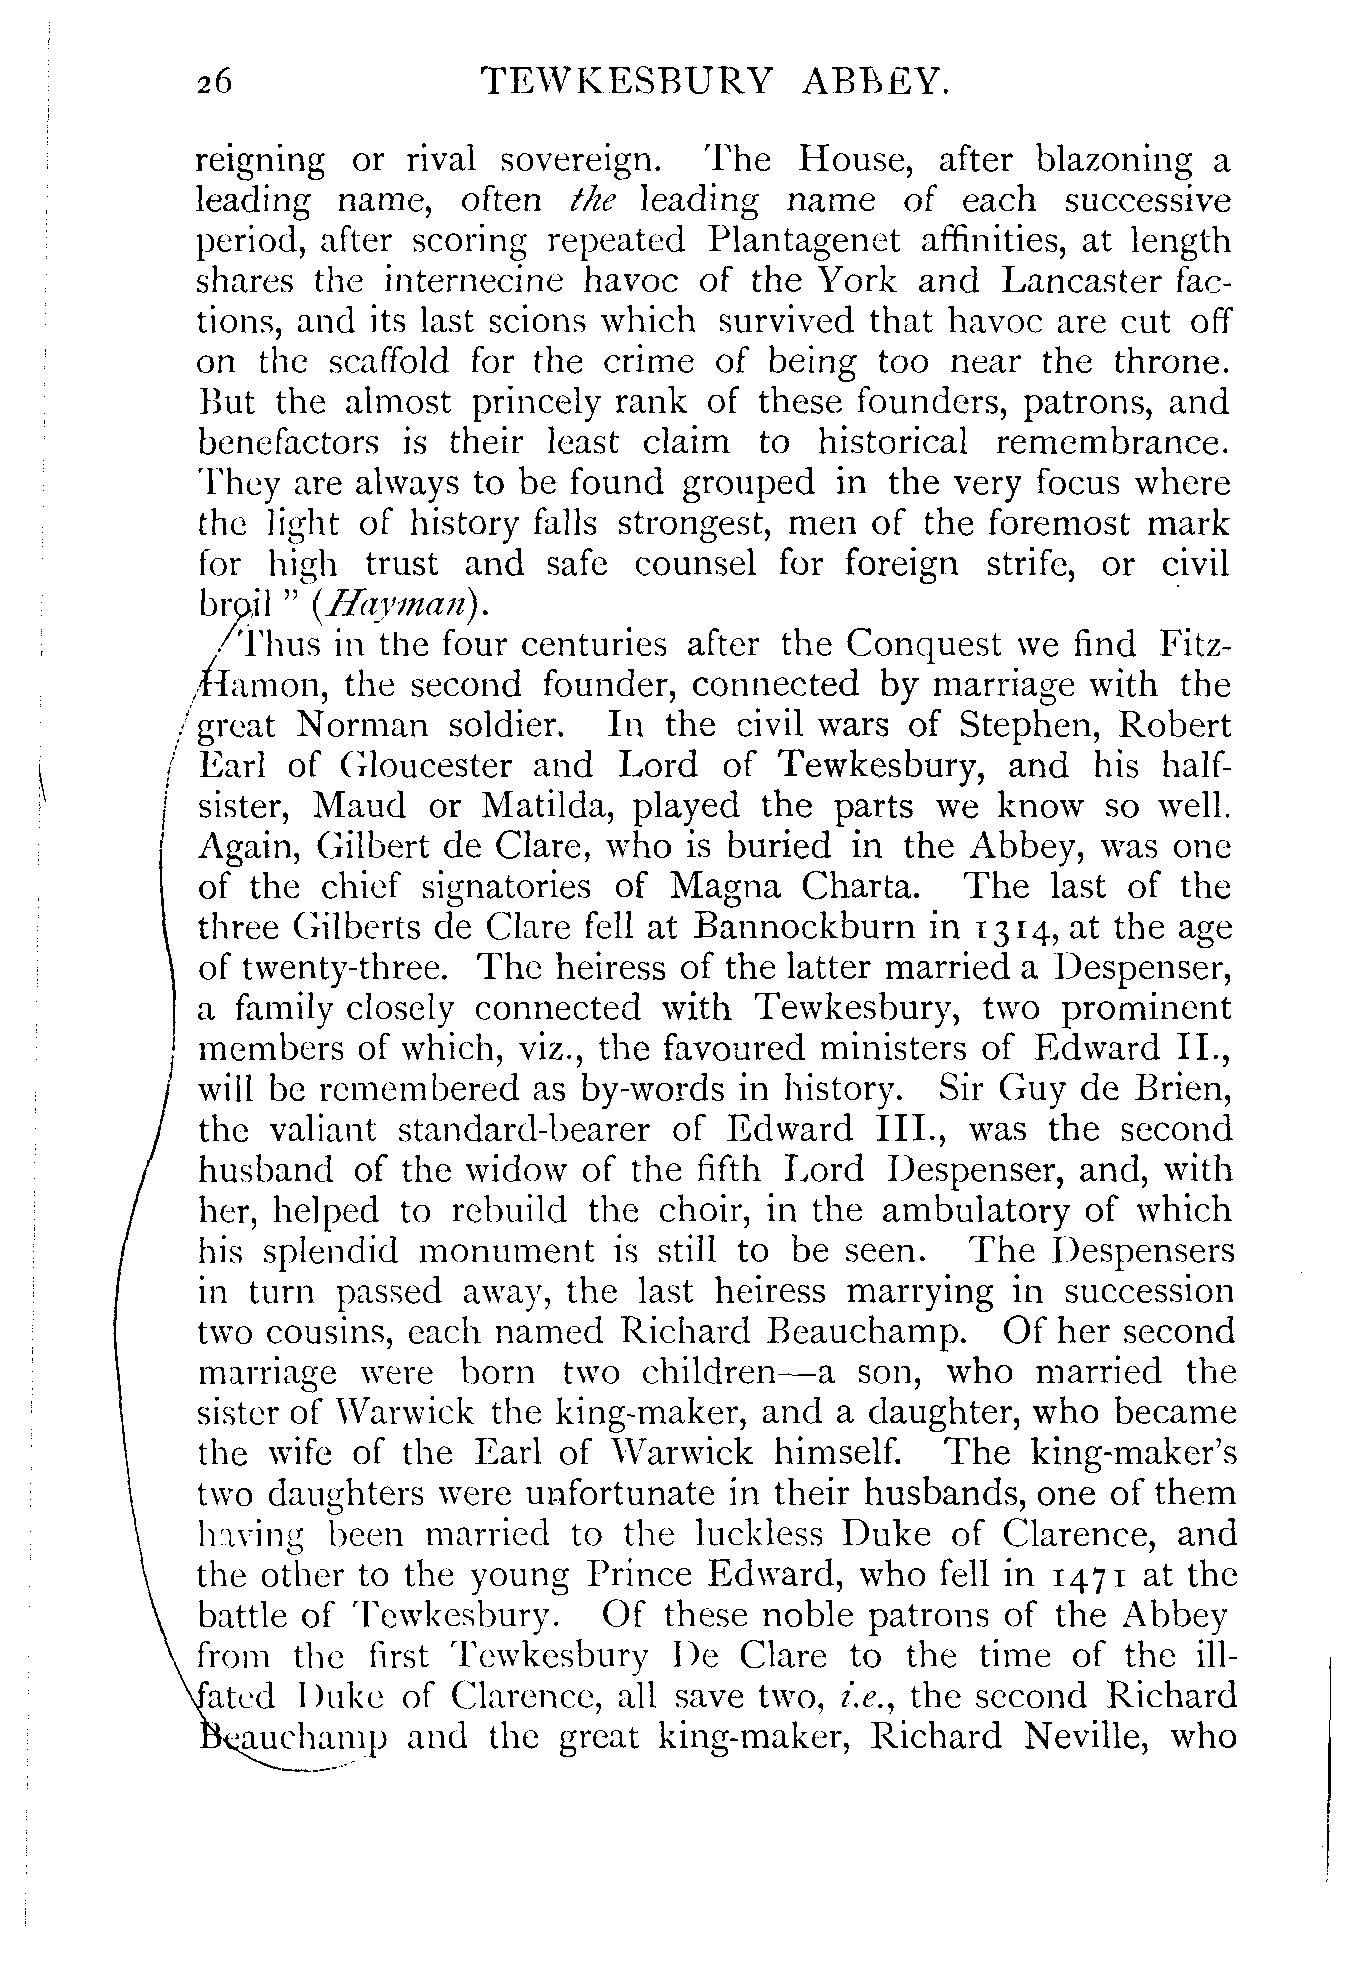 26 TEWKESBURY ABBEY.
reigning or rival sovereign. The House, after blazoning a
leading name, often the leading name of each successive
period, after scoring repeated Plantagenet affinities, at length
shares the internecine havoc of the York and Lancaster fac-
tions, and its last scions which survived that havoc are cut off
on the scaffold for the crime of being too near the throne.
But the almost princely rank of these founders, patrons, and
benefactors is their least claim to historical remembrance.
They are always to be found grouped in the very focus where
the light of history falls strongest, men of the foremost mark
for high trust and safe counsel for foreign strife, or civil
broil" (Hayman).
Thus in the four centuries after the Conquest we find Fitz-
Hamon, the second founder, connected by marriage with the
great Norman soldier. In the civil wars of Stephen, Robert
Earl of Gloucester and Lord of Tewkesbury, and his half-
sister, Maud or Matilda, played the parts we know so well.
Again, Gilbert de Clare, who is buried in the Abbey, was one
of the chief signatories of Magna Charta. The last of the
three Gilberts de Clare fell at Bannockburn in 1314, at the age
of twenty-three. The heiress of the latter married a Despenser,
a family closely connected with Tewkesbury, two prominent
members of which, viz., the favoured ministers of Edward II.,
will be remembered as by-words in history. Sir Guy de Brien,
the valiant standard-bearer of Edward III., was the second
husband of the widow of the fifth Lord Despenser, and, with
her, helped to rebuild the choir, in the ambulatory of which
his splendid monument is still to be seen. The Despensers
in turn passed away, the last heiress marrying in succession
two cousins, each named Richard Beauchamp. Of her second
marriage were born two children—a son, who married the
sister of Warwick the king-maker, and a daughter, who became
the wife of the Earl of Warwick himself. The king-maker's
two daughters were unfortunate in their husbands, one of them
having been married to the luckless Duke of Clarence, and
the other to the young Prince Edward, who fell in 1471 at the
battle of Tewkesbury. Of these noble patrons of the Abbey
from the first Tewkesbury De Clare to the time of the ill-
fated Duke of Clarence, all save two, i.e., the second Richard
Beauchamp and the great king-maker, Richard Neville, who